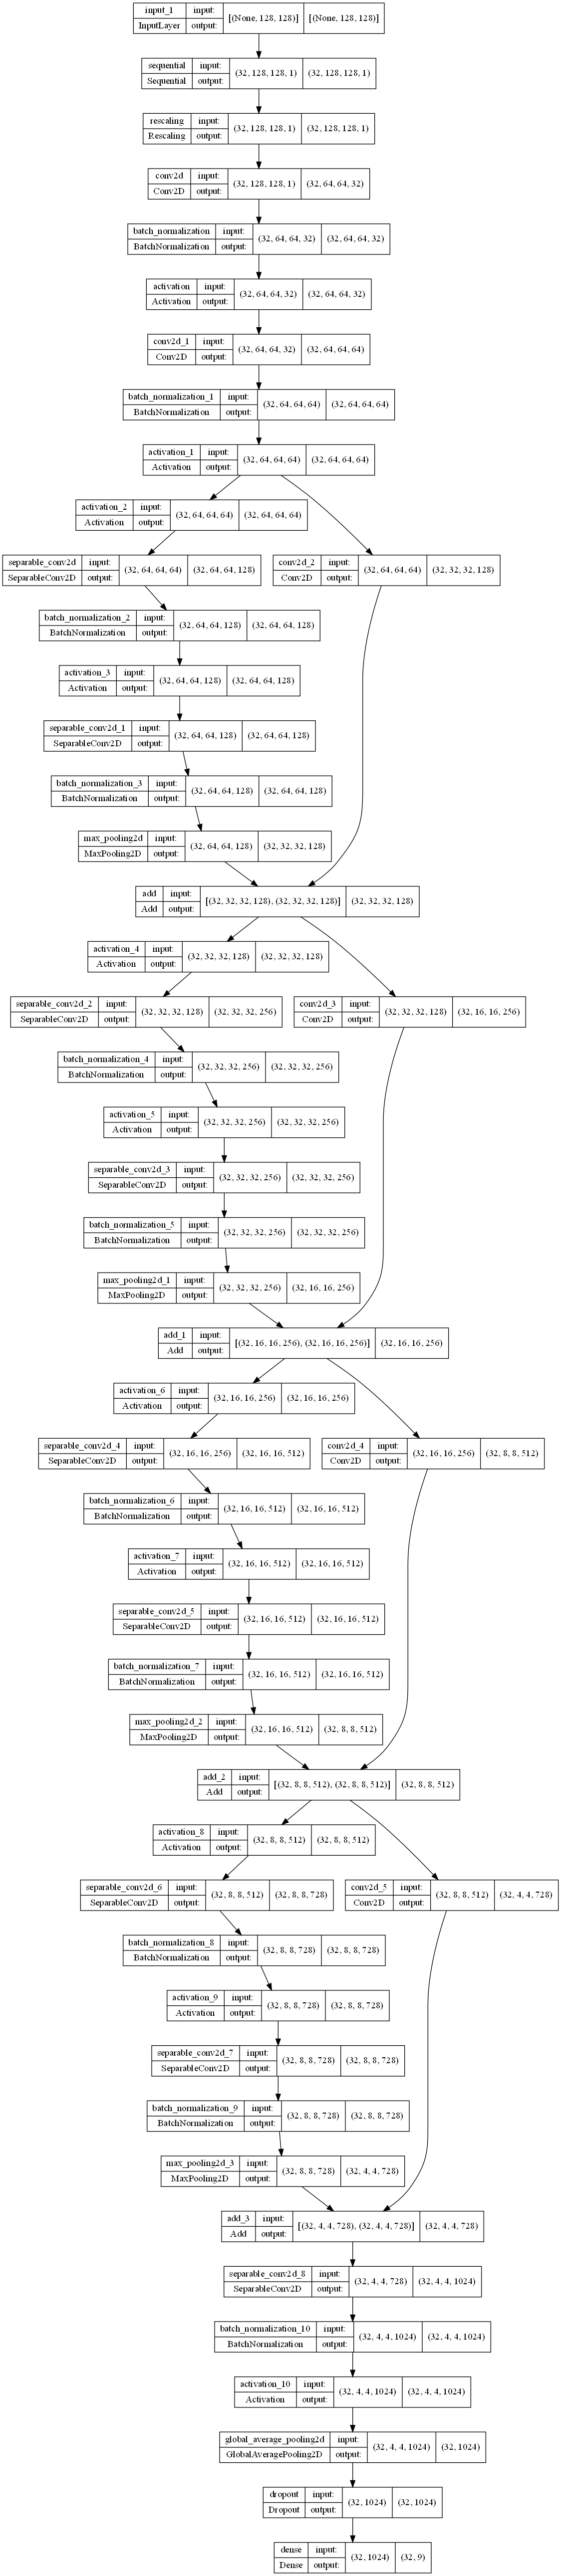 input_1 input: [(None, 128, 128)] [(None, 128, 128)]
InputLayer output:
sequential input: (32, 128, 128, 1) (32, 128, 128, 1)
Sequential output:
rescaling input: (32, 128, 128, 1) (32, 128, 128, 1)
Rescaling output:
conv2d input: (32, 128, 128, 1) (32, 64, 64, 32)
Conv2D output:
batch_normalization input: (32, 64, 64, 32) (32, 64, 64, 32)
BatchNormalization output:
activation input: (32, 64, 64, 32) (32, 64, 64, 32)
Activation output:
conv2d_1 input: (32, 64, 64, 32) (32, 64, 64, 64)
Conv2D output:
batch_normalization_1 input: (32, 64, 64, 64) (32, 64, 64, 64)
BatchNormalization output:
activation_1 input: (32, 64, 64, 64) (32, 64, 64, 64)
Activation output:
activation_2 input: (32, 64, 64, 64) (32, 64, 64, 64)
Activation output:
separable_conv2d input: (32, 64, 64, 64) (32, 64, 64, 128)
SeparableConv2D output:
conv2d_2 input: (32, 64, 64, 64) (32, 32, 32, 128)
Conv2D output:
batch_normalization_2 input: (32, 64, 64, 128) (32, 64, 64, 128)
BatchNormalization output:
activation_3 input: (32, 64, 64, 128) (32, 64, 64, 128)
Activation output:
separable_conv2d_1 input: (32, 64, 64, 128) (32, 64, 64, 128)
SeparableConv2D output:
batch_normalization_3 input: (32, 64, 64, 128) (32, 64, 64, 128)
BatchNormalization output:
max_pooling2d input: (32, 64, 64, 128) (32, 32, 32, 128)
MaxPooling2D output:
add input: [(32, 32, 32, 128), (32, 32, 32, 128)] (32, 32, 32, 128)
Add output:
activation_4 input: (32, 32, 32, 128) (32, 32, 32, 128)
Activation output:
separable_conv2d_2 input: (32, 32, 32, 128) (32, 32, 32, 256)
SeparableConv2D output:
conv2d_3 input: (32, 32, 32, 128) (32, 16, 16, 256)
Conv2D output:
batch_normalization_4 input: (32, 32, 32, 256) (32, 32, 32, 256)
BatchNormalization output:
activation_5 input: (32, 32, 32, 256) (32, 32, 32, 256)
Activation output:
separable_conv2d_3 input: (32, 32, 32, 256) (32, 32, 32, 256)
SeparableConv2D output:
batch_normalization_5 input: (32, 32, 32, 256) (32, 32, 32, 256)
BatchNormalization output:
max_pooling2d_1 input: (32, 32, 32, 256) (32, 16, 16, 256)
MaxPooling2D output:
add_1 input: [(32, 16, 16, 256), (32, 16, 16, 256)] (32, 16, 16, 256)
Add output:
activation_6 input: (32, 16, 16, 256) (32, 16, 16, 256)
Activation output:
separable_conv2d_4 input: (32, 16, 16, 256) (32, 16, 16, 512)
SeparableConv2D output:
conv2d_4 input: (32, 16, 16, 256) (32, 8, 8, 512)
Conv2D output:
batch_normalization_6 input: (32, 16, 16, 512) (32, 16, 16, 512)
BatchNormalization output:
activation_7 input: (32, 16, 16, 512) (32, 16, 16, 512)
Activation output:
separable_conv2d_5 input: (32, 16, 16, 512) (32, 16, 16, 512)
SeparableConv2D output:
batch_normalization_7 input: (32, 16, 16, 512) (32, 16, 16, 512)
BatchNormalization output:
max_pooling2d_2 input: (32, 16, 16, 512) (32, 8, 8, 512)
MaxPooling2D output:
add_2 input: [(32, 8, 8, 512), (32, 8, 8, 512)] (32, 8, 8, 512)
Add output:
activation_8 input: (32, 8, 8, 512) (32, 8, 8, 512)
Activation output:
separable_conv2d_6 input: (32, 8, 8, 512) (32, 8, 8, 728)
SeparableConv2D output:
conv2d_5 input: (32, 8, 8, 512) (32, 4, 4, 728)
Conv2D output:
batch_normalization_8 input: (32, 8, 8, 728) (32, 8, 8, 728)
BatchNormalization output:
activation_9 input: (32, 8, 8, 728) (32, 8, 8, 728)
Activation output:
separable_conv2d_7 input: (32, 8, 8, 728) (32, 8, 8, 728)
SeparableConv2D output:
batch_normalization_9 input: (32, 8, 8, 728) (32, 8, 8, 728)
BatchNormalization output:
max_pooling2d_3 input: (32, 8, 8, 728) (32, 4, 4, 728)
MaxPooling2D output:
add_3 input: [(32, 4, 4, 728), (32, 4, 4, 728)] (32, 4, 4, 728)
Add output:
separable_conv2d_8 input: (32, 4, 4, 728) (32, 4, 4, 1024)
SeparableConv2D output:
batch_normalization_10 input: (32, 4, 4, 1024) (32, 4, 4, 1024)
BatchNormalization output:
activation_10 input: (32, 4, 4, 1024) (32, 4, 4, 1024)
Activation output:
global_average_pooling2d input: (32, 4, 4, 1024) (32, 1024)
GlobalAveragePooling2D output:
dropout input: (32, 1024) (32, 1024)
Dropout output:
dense input: (32, 1024) (32, 9)
Dense output: